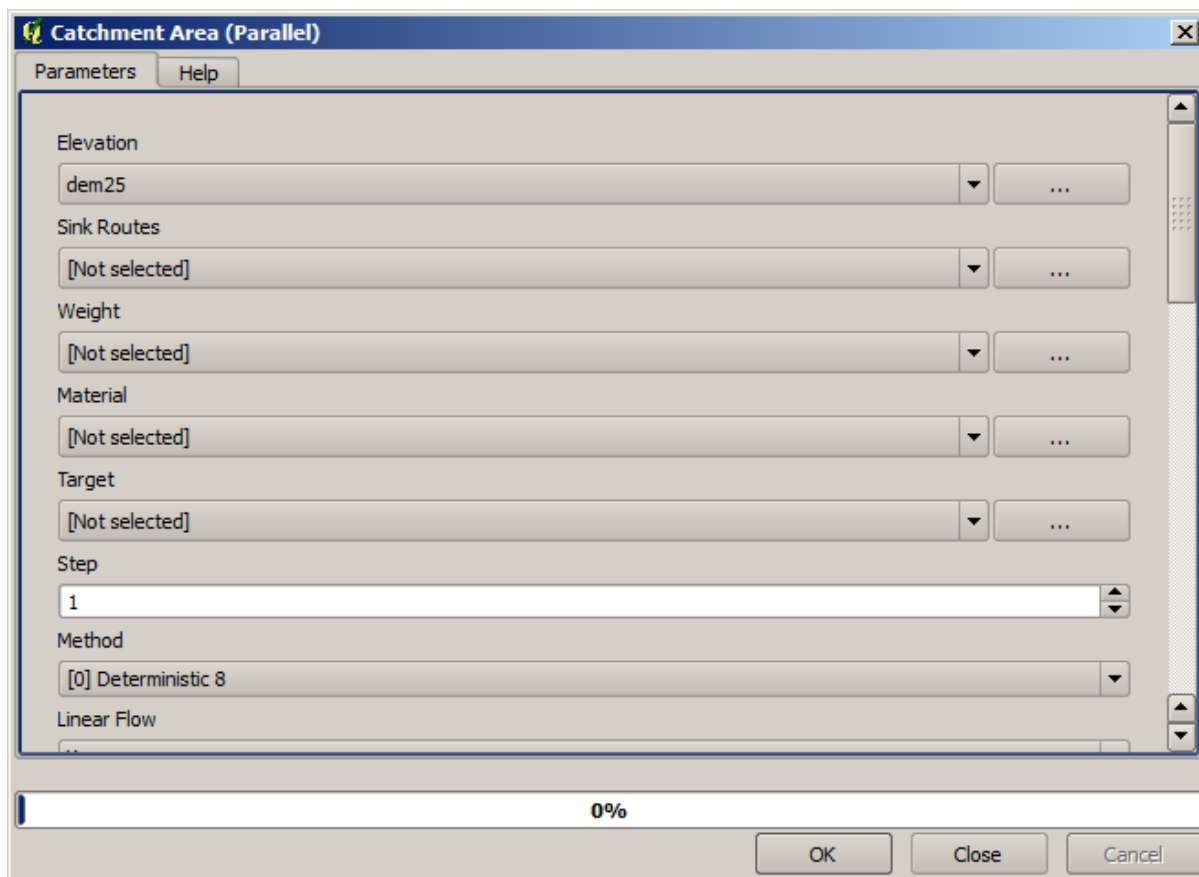 Catchment Area (Parallel)
Parameters Help
Elevation
dem25 ...
Sink Routes
[Not selected] ...
Weight
[Not selected] ...
Material
[Not selected] ...
Target
[Not selected] ...
Step
1
Method
[0] Deterministic 8
Linear Flow
0%
OK Close Cancel